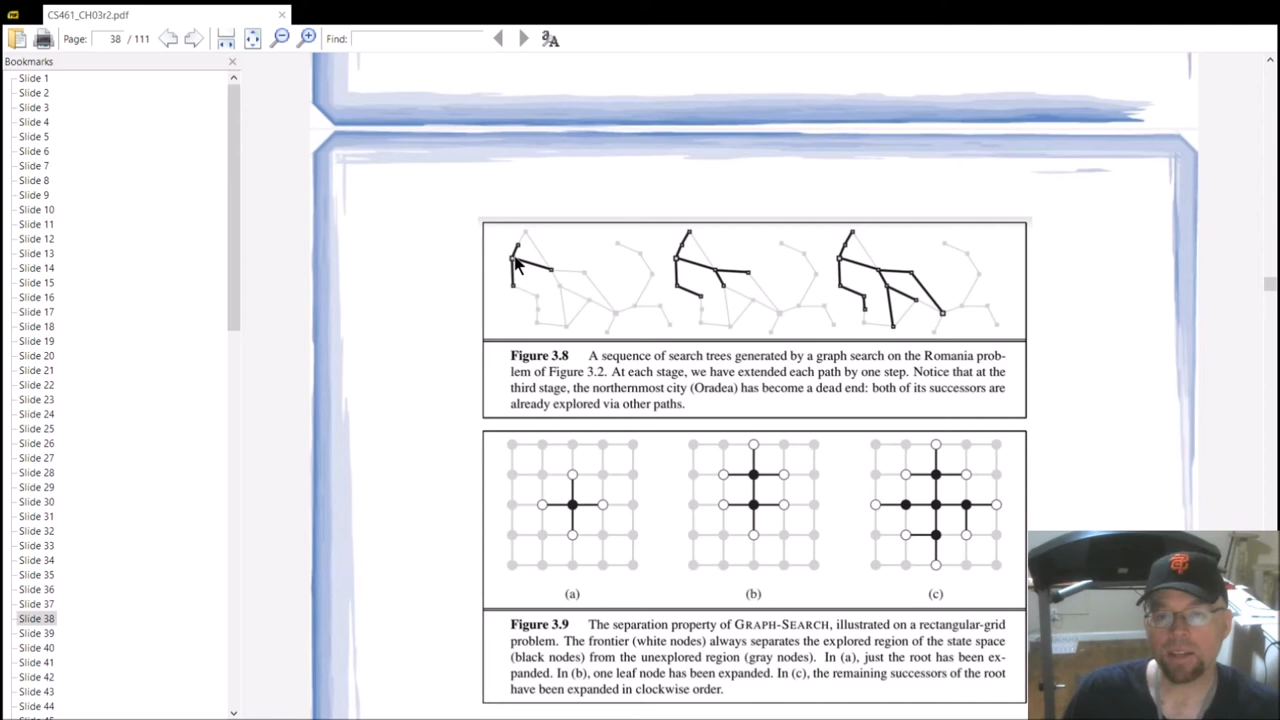 CS461_CH03r2.pdf
Page: 38 / 111 Find:
Bookmarks
Slide 1
Slide 2
Slide 3
Slide 4
Slide 5
Slide 6
Slide 7
Slide 8
Slide 9
Slide 10
Slide 11
Slide 12
Slide 13
Slide 14
Slide 15
Slide 16
Slide 17
Slide 18
Slide 19
Slide 20
Slide 21
Slide 22
Slide 23
Slide 24
Slide 25
Slide 26
Slide 27
Slide 28
Slide 29
Slide 30
Slide 31
Slide 32
Slide 33
Slide 34
Slide 35
Slide 36
Slide 37
Slide 38
Slide 39
Slide 40
Slide 41
Slide 42
Slide 43
Slide 44
Figure 3.8 A sequence of search trees generated by a graph search on the Romania prob-
lem of Figure 3.2. At each stage, we have extended each path by one step. Notice that at the
third stage, the northernmost city (Oradea) has become a dead end: both of its successors are
already explored via other paths.
(a) (b) (c)
Figure 3.9 The separation property of GRAPH-SEARCH, illustrated on a rectangular-grid
problem. The frontier (white nodes) always separates the explored region of the state space
(black nodes) from the unexplored region (gray nodes). In (a), just the root has been ex-
panded. In (b), one leaf node has been expanded. In (c), the remaining successors of the root
have been expanded in clockwise order.